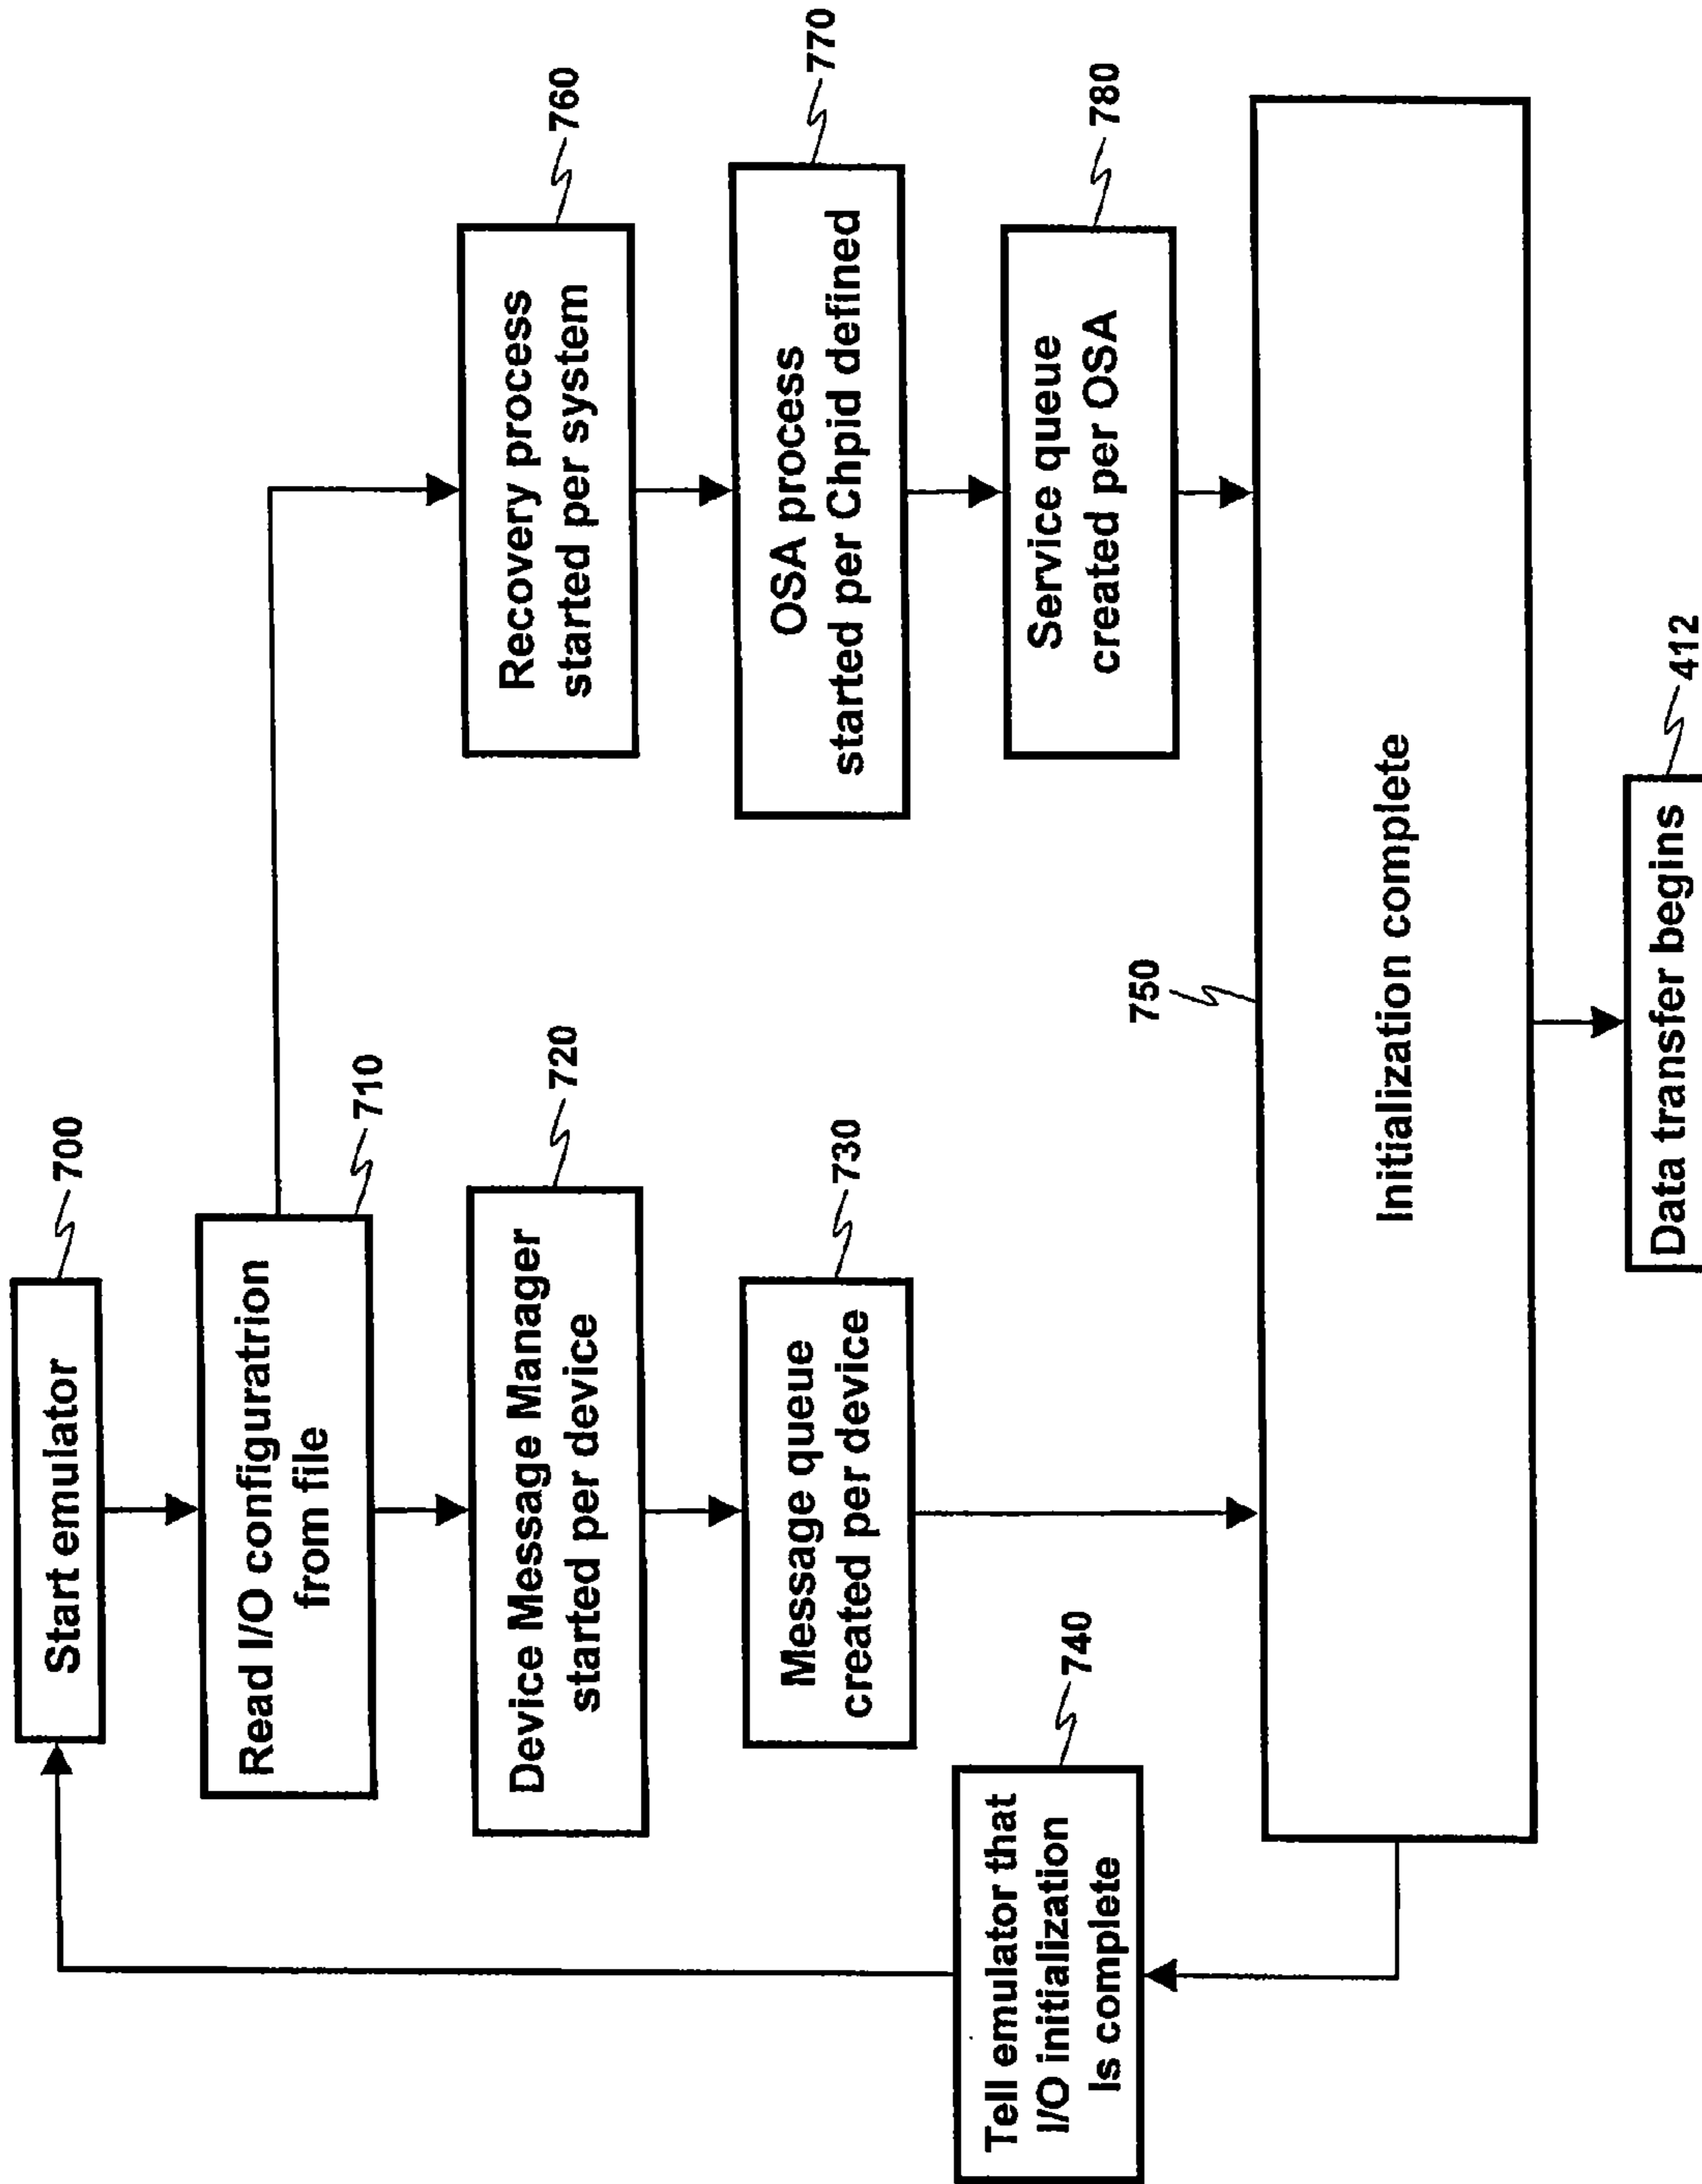 Start emulator
700
Read I/O configuratrion
from file
710
Device Message Manager
started per device
720
Message queue
created per device
730
Tell emulator that
I/O initialization
Is complete
740
Recovery process
started per system
760
OSA process
started per Chpid defined
770
Service queue
created per OSA
780
750
Initialization complete
Data transfer begins
412